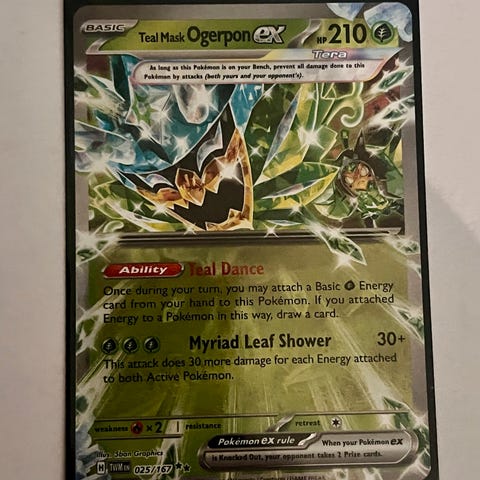 BASIC
Teal Mask Ogerpon ex HP 210
Tera
As long as this Pokémon is on your Bench, prevent all damage done to this
Pokémon by attacks (both yours and your opponent's).
Ability Teal Dance
Once during your turn, you may attach a Basic Energy
card from your hand to this Pokémon. If you attached
Energy to a Pokémon in this way, draw a card.
Myriad Leaf Shower 30+
This attack does 30 more damage for each Energy attached
to both Active Pokémon.
weakness ×2 resistance retreat
Illus. 5ban Graphics
Pokémon ex rule When your Pokémon ex
is Knocked Out, your opponent takes 2 Prize cards.
H TWM EN 025/167